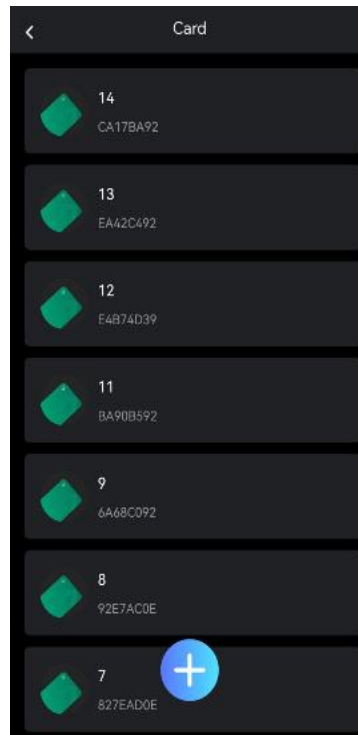 Card
14
CA17BA92
13
EA42C492
12
E4B74D39
11
BA90B592
9
6A68C092
8
92E7AC0E
7
827EAD0E